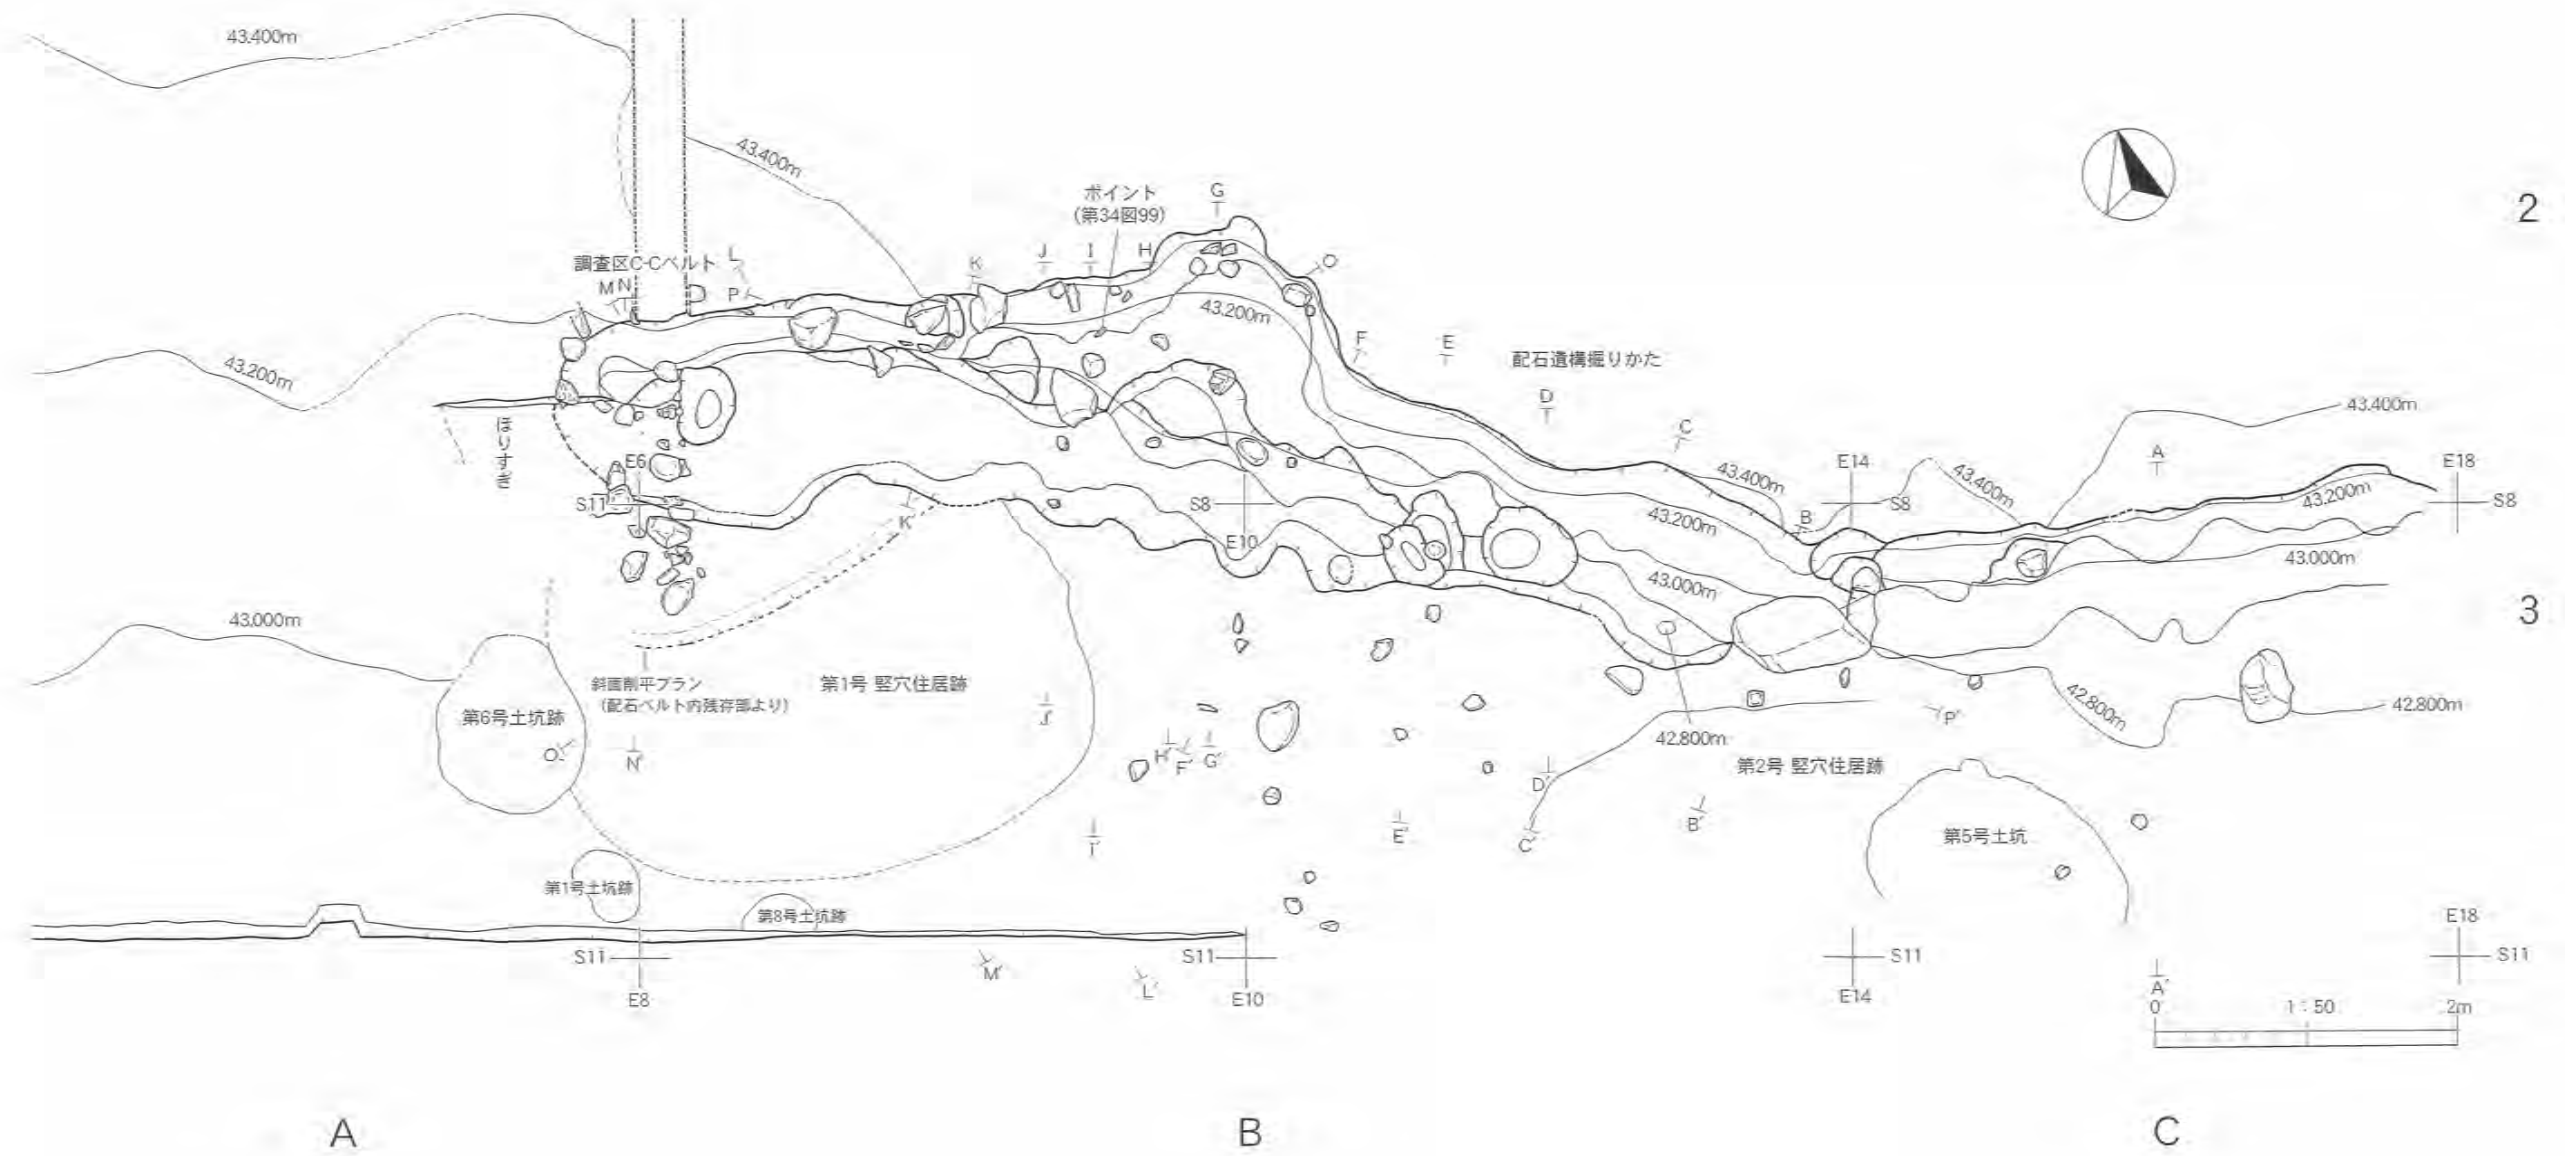 43.400m
2
43.400m
ポイント
(第34図99)
G
調査区C-Cベルト
L
K
J
I
H
O
M N
P
43.200m
F
E
配石遺構掘りかた
43.200m
D
43.400m
ほりすぎ
C
A
E6
43.400m
E14
43.400m
E18
S11
K'
S8
43.200m
B
S8
43.200m
S8
E10
43.000m
43.000m
43.000m
3
斜面削平プラン
(配石ベルト内残存部より)
第1号 竪穴住居跡
第6号土坑跡
J'
P'
42.800m
42.800m
O'
N'
H'
F'
G'
42.800m
第2号 竪穴住居跡
D'
I'
E'
C'
B'
第5号土坑
第1号土坑跡
第8号土坑跡
E18
S11
M'
L'
S11
S11
S11
E8
E10
E14
A'
0
1:50
2m
A
B
C